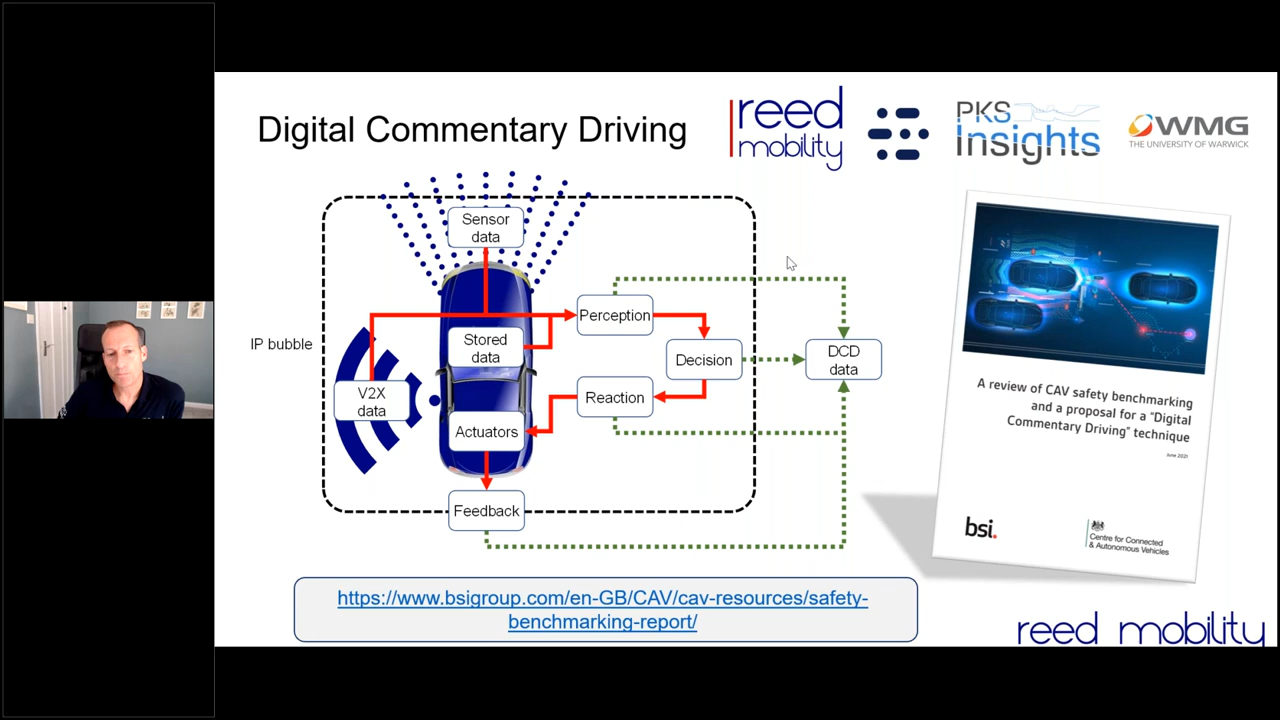 Digital Commentary Driving
reed
mobility
PKS
Insights
WMG
THE UNIVERSITY OF WARWICK
Sensor
data
IP bubble
Stored
data
V2X
data
Actuators
Feedback
Perception
Decision
Reaction
DCD
data
A review of CAV safety benchmarking
and a proposal for a "Digital
Commentary Driving" technique
June 2021
bsi.
Centre for Connected
& Autonomous Vehicles
https://www.bsigroup.com/en-GB/CAV/cav-resources/safety-
benchmarking-report/
reed mobility